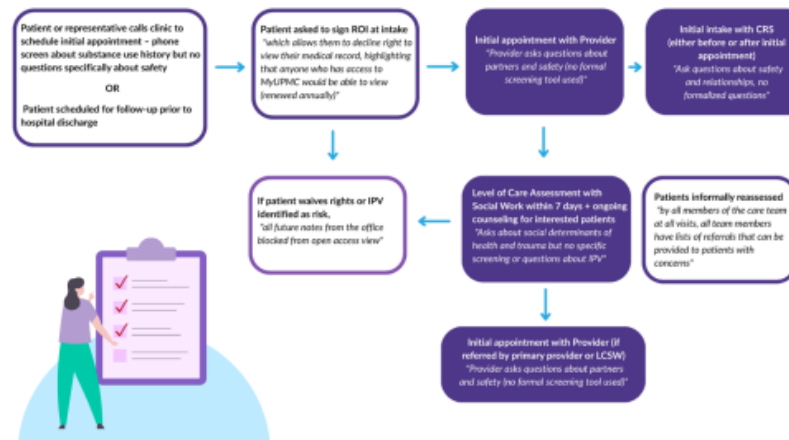 Patient or representative calls clinic to
schedule initial appointment – phone
screen about substance use history but no
questions specifically about safety
OR
Patient scheduled for follow-up prior to
hospital discharge
Patient asked to sign ROI at intake
"which allows them to decline right to
view their medical record, highlighting
that anyone who has access to
MyUPMC would be able to view
(renewed annually)"
Initial appointment with Provider
"Provider asks questions about
partners and safety (no formal
screening tool used)"
Initial intake with CRS
(either before or after initial
appointment)
"Ask questions about safety
and relationships, no
formalized questions"
If patient waives rights or IPV
identified as risk,
"all future notes from the office
blocked from open access view"
Level of Care Assessment with
Social Work within 7 days + ongoing
counseling for interested patients
"Asks about social determinants of
health and trauma but no specific
screening or questions about IPV"
Patients informally reassessed
"by all members of the care team
at all visits, all team members
have lists of referrals that can be
provided to patients with
concerns"
Initial appointment with Provider (if
referred by primary provider or LCSW)
"Provider asks questions about partners
and safety (no formal screening tool used)"